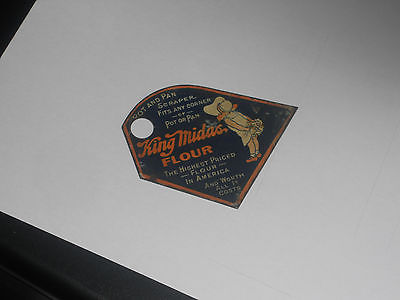 POT AND PAN
SCRAPER.
FITS ANY CORNER
OF
POT OR PAN
King Midas
FLOUR
THE HIGHEST PRICED
FLOUR
IN AMERICA
AND WORTH
ALL IT
COSTS